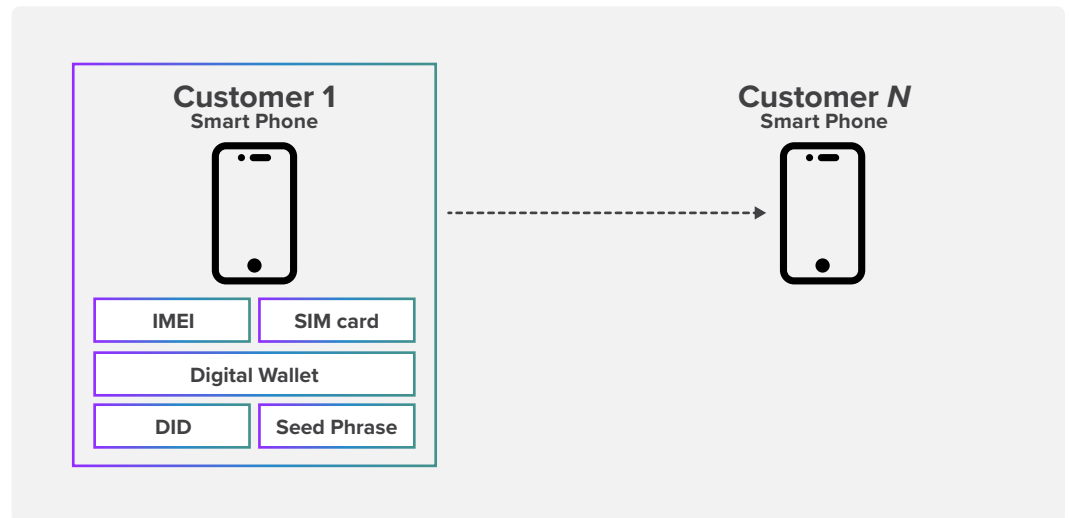 Customer 1
Smart Phone
IMEI
SIM card
Digital Wallet
DID
Seed Phrase
Customer N
Smart Phone